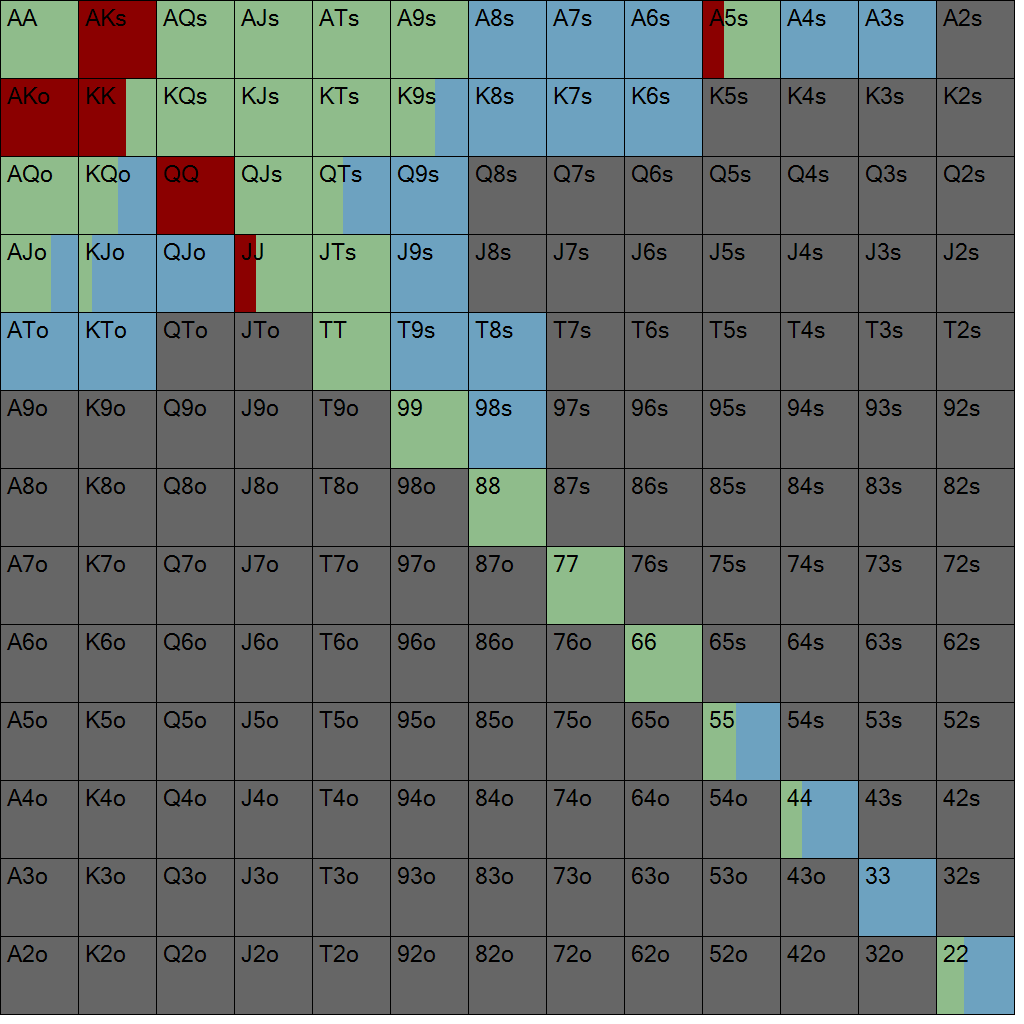 AA AKs AQs AJs ATs A9s A8s A7s A6s A5s A4s A3s A2s
AKo KK KQs KJs KTs K9s K8s K7s K6s K5s K4s K3s K2s
AQo KQo QQ QJs QTs Q9s Q8s Q7s Q6s Q5s Q4s Q3s Q2s
AJo KJo QJo JJ JTs J9s J8s J7s J6s J5s J4s J3s J2s
ATo KTo QTo JTo TT T9s T8s T7s T6s T5s T4s T3s T2s
A9o K9o Q9o J9o T9o 99 98s 97s 96s 95s 94s 93s 92s
A8o K8o Q8o J8o T8o 98o 88 87s 86s 85s 84s 83s 82s
A7o K7o Q7o J7o T7o 97o 87o 77 76s 75s 74s 73s 72s
A6o K6o Q6o J6o T6o 96o 86o 76o 66 65s 64s 63s 62s
A5o K5o Q5o J5o T5o 95o 85o 75o 65o 55 54s 53s 52s
A4o K4o Q4o J4o T4o 94o 84o 74o 64o 54o 44 43s 42s
A3o K3o Q3o J3o T3o 93o 83o 73o 63o 53o 43o 33 32s
A2o K2o Q2o J2o T2o 92o 82o 72o 62o 52o 42o 32o 22